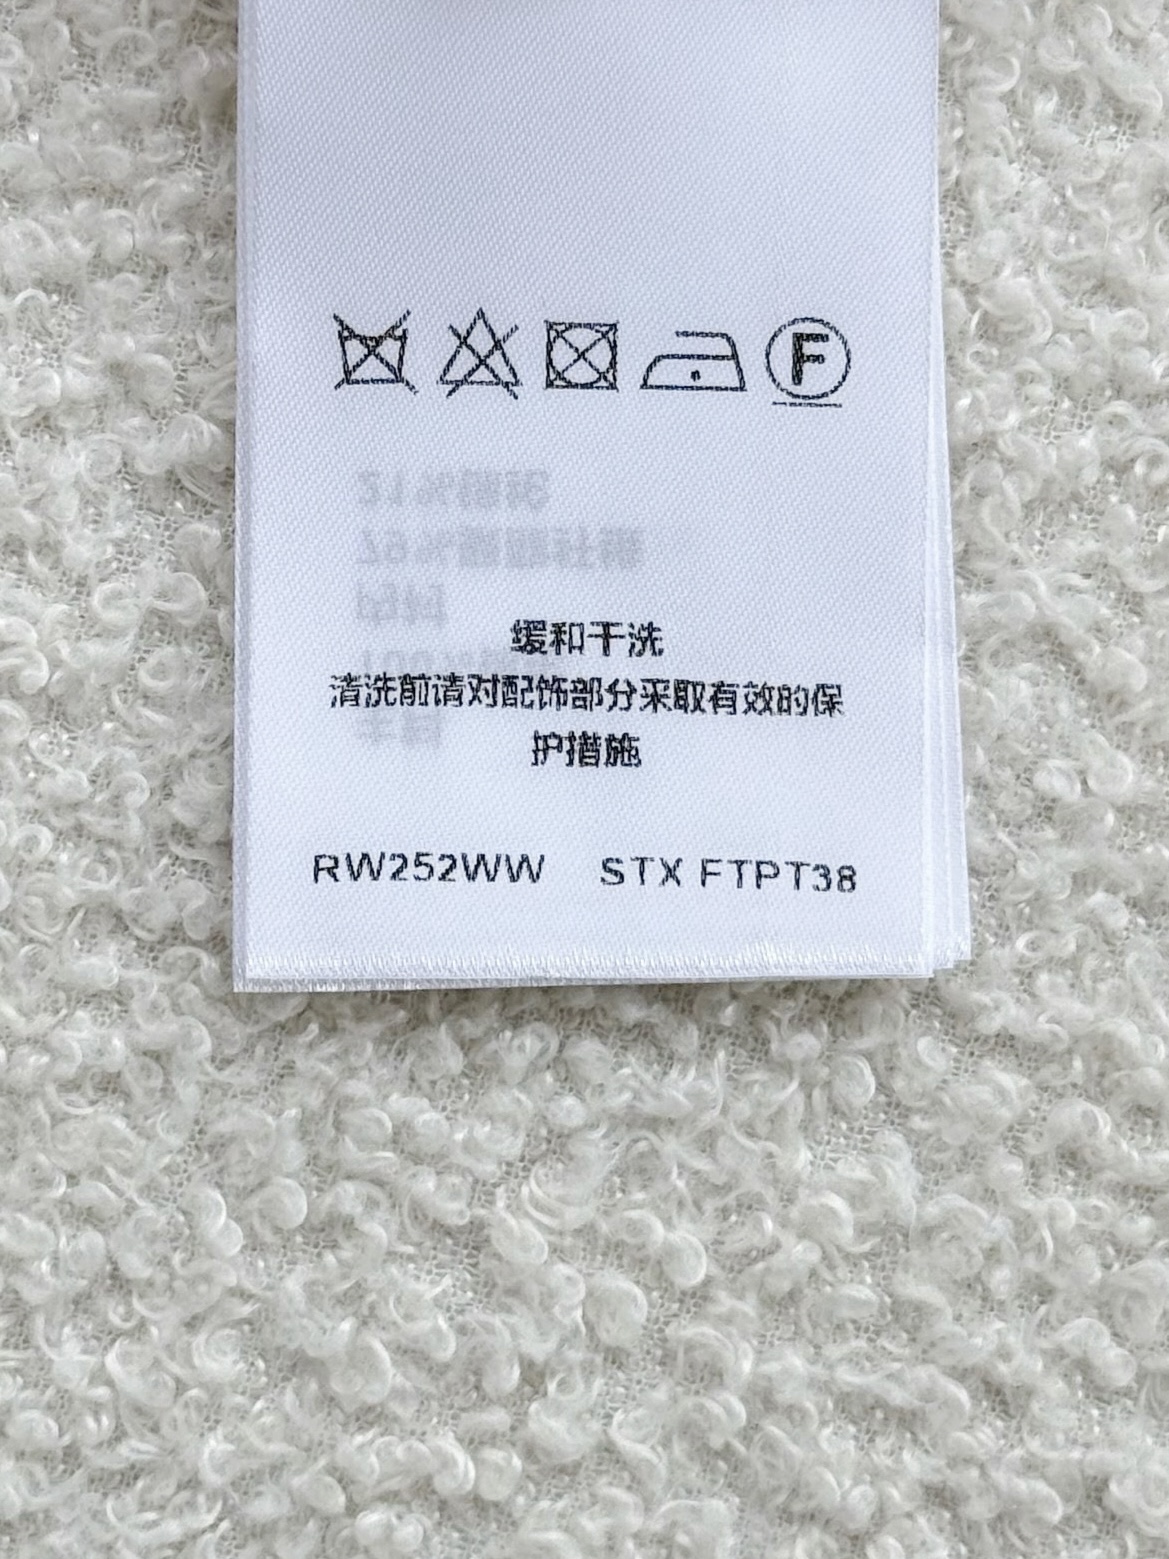 F
缓和干洗
清洗前请对配饰部分采取有效的保
护措施
RW252WW STX FTPT38